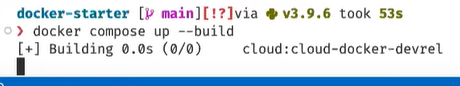 docker-starter [main][!?]via v3.9.6 took 53s
❯ docker compose up --build
[+] Building 0.0s (0/0) cloud:cloud-docker-devrel